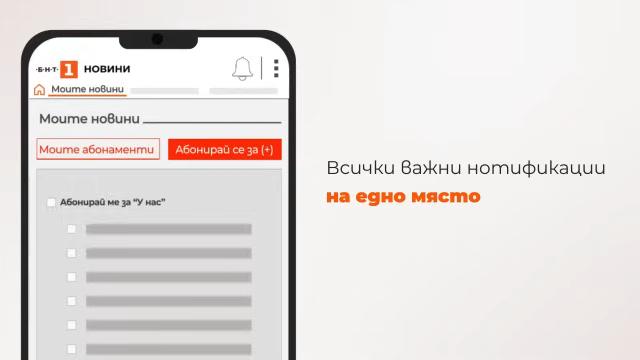 ·Б·Н·Т· 1 НОВИНИ
Моите новини
Моите новини
Моите абонаменти
Абонирай се за (+)
Абонирай ме за "У нас"
Всички важни нотификации
на едно място